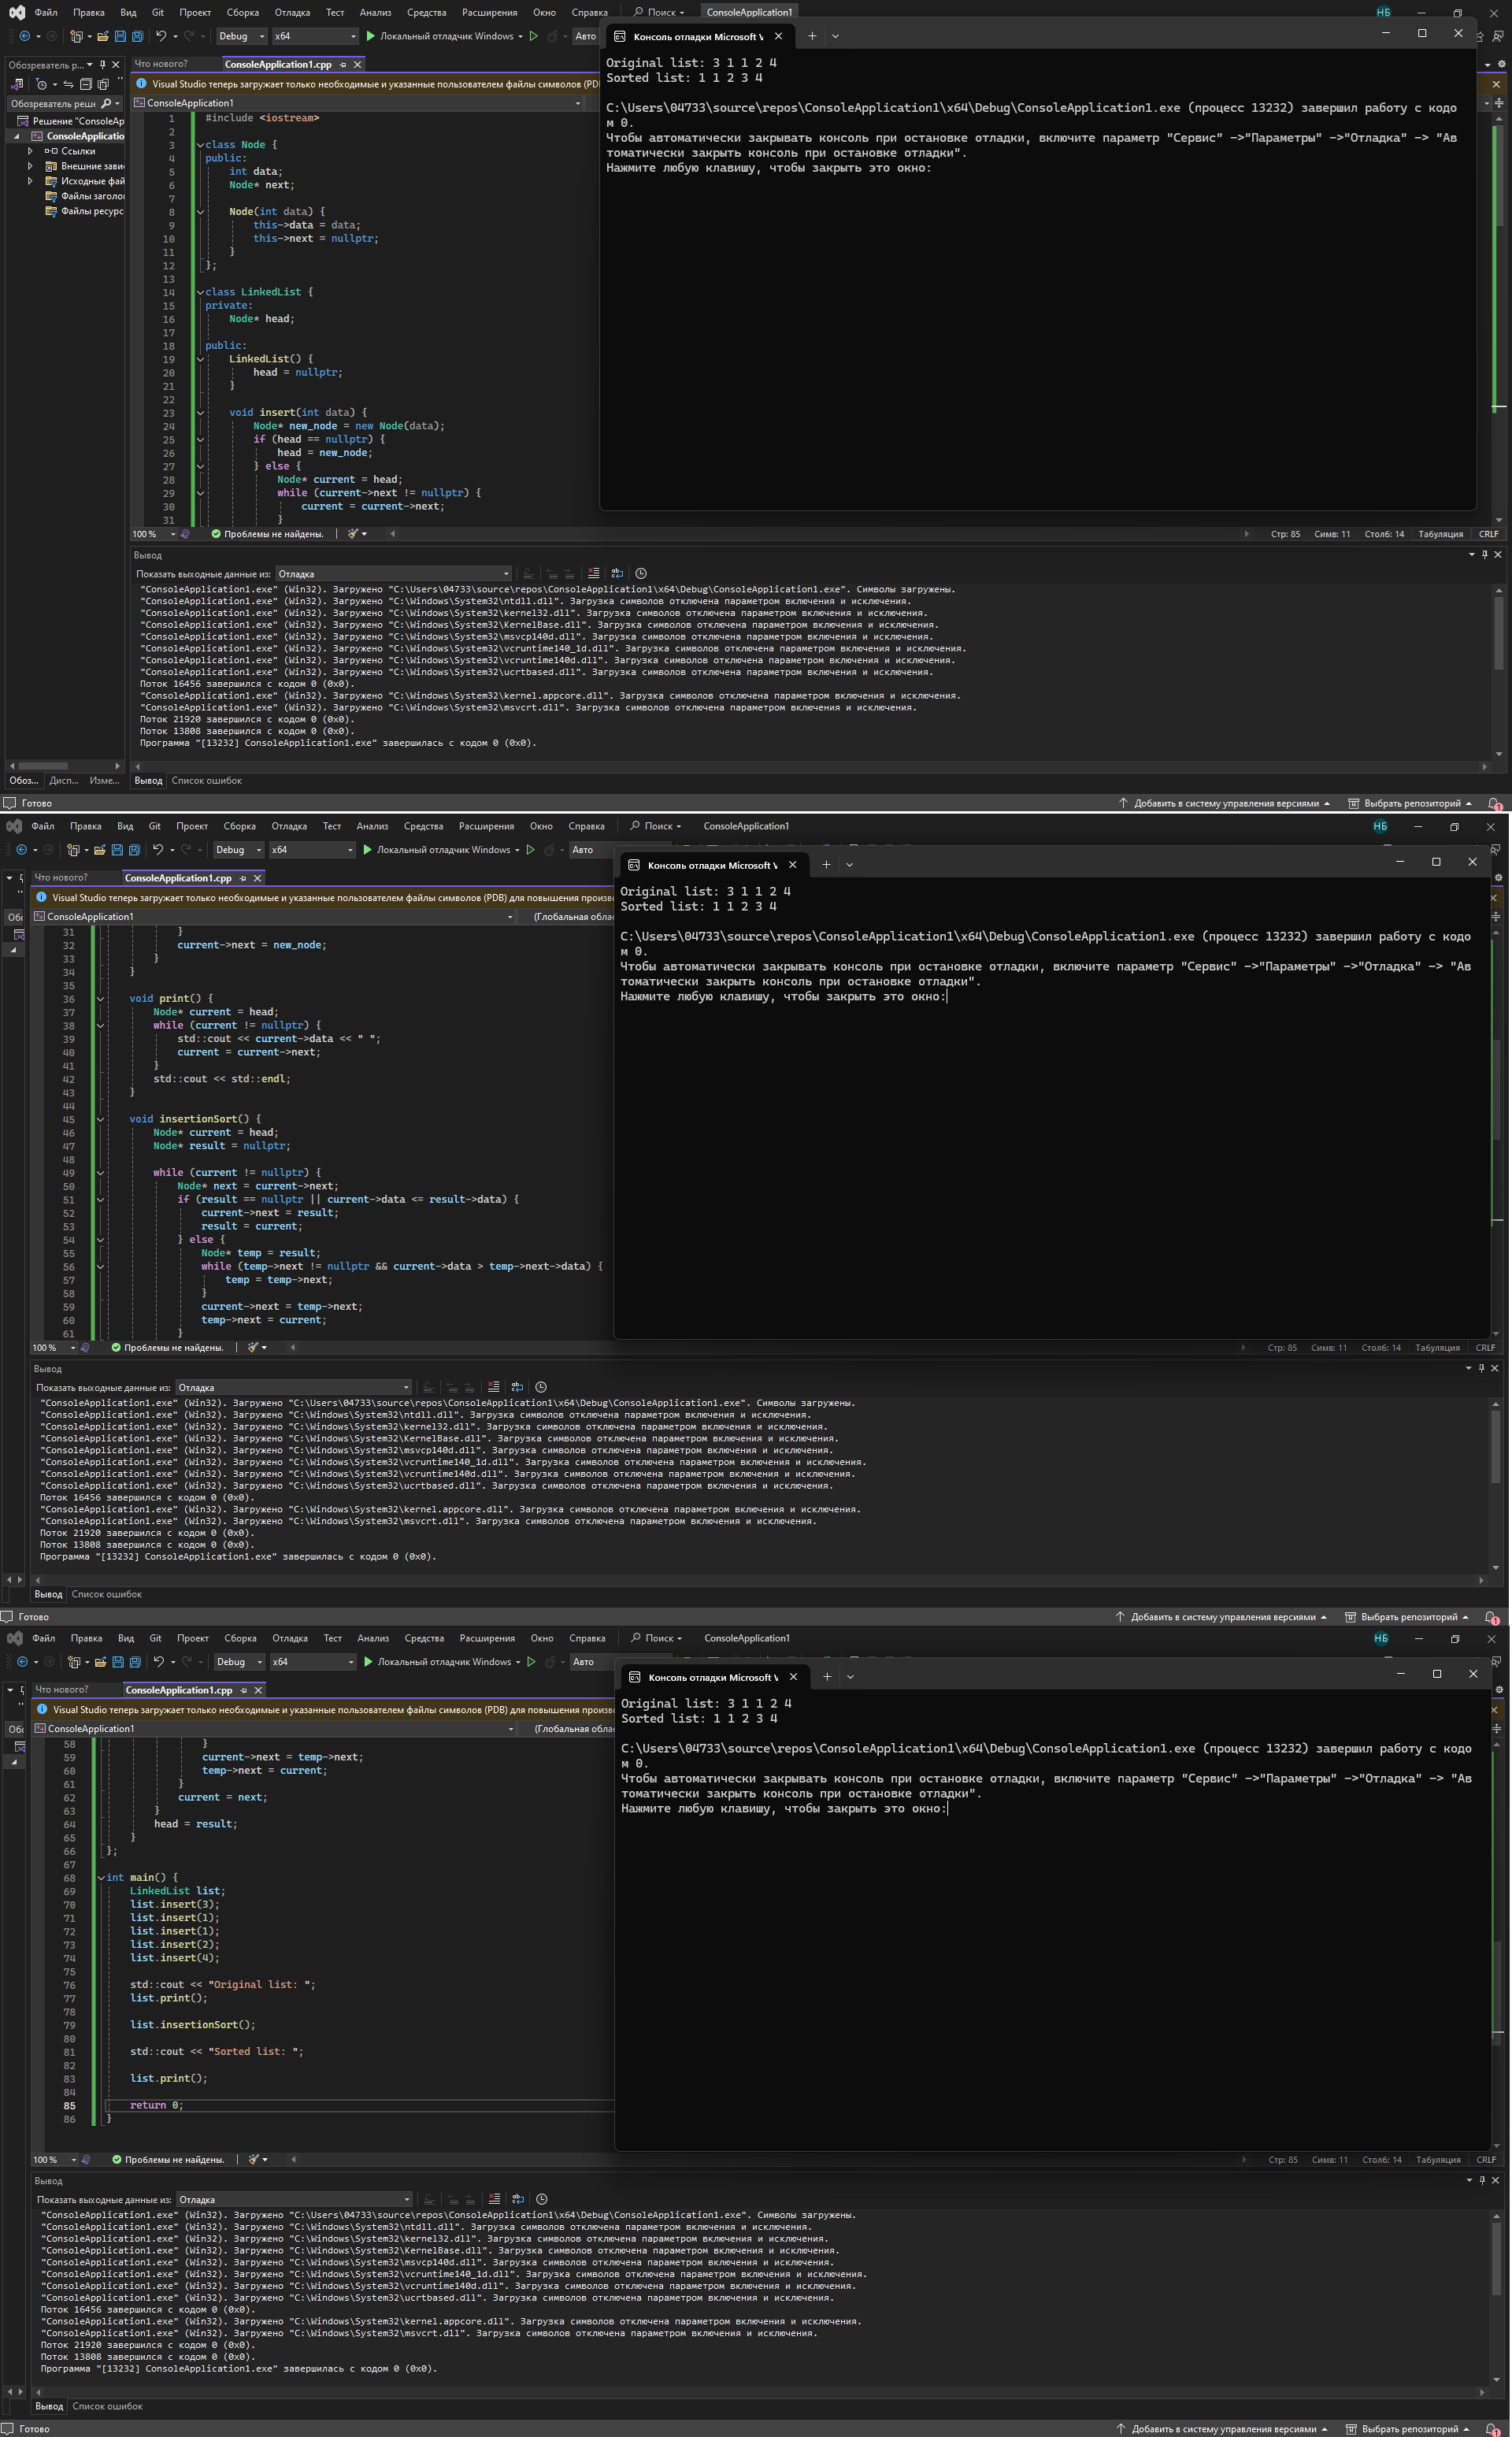 Файл Правка Вид Git Проект Сборка Отладка Тест Анализ Средства Расширения Окно Справка Поиск ConsoleApplication1 НБ
Debug x64 Локальный отладчик Windows Авто
Обозреватель р...
Обозреватель реше
Решение "ConsoleAp
ConsoleApplicatio
Ссылки
Внешние зави
Исходные фай
Файлы заголо
Файлы ресурс
Обоз... Дисп... Изме...
Что нового? ConsoleApplication1.cpp
Visual Studio теперь загружает только необходимые и указанные пользователем файлы символов (PDI
ConsoleApplication1
1 #include <iostream>
2
3 class Node {
4 public:
5 int data;
6 Node* next;
7
8 Node(int data) {
9 this->data = data;
10 this->next = nullptr;
11 }
12 };
13
14 class LinkedList {
15 private:
16 Node* head;
17
18 public:
19 LinkedList() {
20 head = nullptr;
21 }
22
23 void insert(int data) {
24 Node* new_node = new Node(data);
25 if (head == nullptr) {
26 head = new_node;
27 } else {
28 Node* current = head;
29 while (current->next != nullptr) {
30 current = current->next;
31 }
100 % Проблемы не найдены. Стр: 85 Симв: 11 Столб: 14 Табуляция CRLF
Консоль отладки Microsoft V
Original list: 3 1 1 2 4
Sorted list: 1 1 2 3 4
C:\Users\04733\source\repos\ConsoleApplication1\x64\Debug\ConsoleApplication1.exe (процесс 13232) завершил работу с кодо
м 0.
Чтобы автоматически закрывать консоль при остановке отладки, включите параметр "Сервис" ->"Параметры" ->"Отладка" -> "Ав
томатически закрыть консоль при остановке отладки".
Нажмите любую клавишу, чтобы закрыть это окно:
Вывод
Показать выходные данные из: Отладка
"ConsoleApplication1.exe" (Win32). Загружено "C:\Users\04733\source\repos\ConsoleApplication1\x64\Debug\ConsoleApplication1.exe". Символы загружены.
"ConsoleApplication1.exe" (Win32). Загружено "C:\Windows\System32\ntdll.dll". Загрузка символов отключена параметром включения и исключения.
"ConsoleApplication1.exe" (Win32). Загружено "C:\Windows\System32\kernel32.dll". Загрузка символов отключена параметром включения и исключения.
"ConsoleApplication1.exe" (Win32). Загружено "C:\Windows\System32\KernelBase.dll". Загрузка символов отключена параметром включения и исключения.
"ConsoleApplication1.exe" (Win32). Загружено "C:\Windows\System32\msvcp140d.dll". Загрузка символов отключена параметром включения и исключения.
"ConsoleApplication1.exe" (Win32). Загружено "C:\Windows\System32\vcruntime140_1d.dll". Загрузка символов отключена параметром включения и исключения.
"ConsoleApplication1.exe" (Win32). Загружено "C:\Windows\System32\vcruntime140d.dll". Загрузка символов отключена параметром включения и исключения.
"ConsoleApplication1.exe" (Win32). Загружено "C:\Windows\System32\ucrtbased.dll". Загрузка символов отключена параметром включения и исключения.
Поток 16456 завершился с кодом 0 (0x0).
"ConsoleApplication1.exe" (Win32). Загружено "C:\Windows\System32\kernel.appcore.dll". Загрузка символов отключена параметром включения и исключения.
"ConsoleApplication1.exe" (Win32). Загружено "C:\Windows\System32\msvcrt.dll". Загрузка символов отключена параметром включения и исключения.
Поток 21920 завершился с кодом 0 (0x0).
Поток 13808 завершился с кодом 0 (0x0).
Программа "[13232] ConsoleApplication1.exe" завершилась с кодом 0 (0x0).
Вывод Список ошибок
Готово Добавить в систему управления версиями Выбрать репозиторий 1
Файл Правка Вид Git Проект Сборка Отладка Тест Анализ Средства Расширения Окно Справка Поиск ConsoleApplication1 НБ
Debug x64 Локальный отладчик Windows Авто
Что нового? ConsoleApplication1.cpp
Visual Studio теперь загружает только необходимые и указанные пользователем файлы символов (PDB) для повышения произв
Обо
ConsoleApplication1 (Глобальная облас
31 }
32 current->next = new_node;
33 }
34 }
35
36 void print() {
37 Node* current = head;
38 while (current != nullptr) {
39 std::cout << current->data << " ";
40 current = current->next;
41 }
42 std::cout << std::endl;
43 }
44
45 void insertionSort() {
46 Node* current = head;
47 Node* result = nullptr;
48
49 while (current != nullptr) {
50 Node* next = current->next;
51 if (result == nullptr || current->data <= result->data) {
52 current->next = result;
53 result = current;
54 } else {
55 Node* temp = result;
56 while (temp->next != nullptr && current->data > temp->next->data) {
57 temp = temp->next;
58 }
59 current->next = temp->next;
60 temp->next = current;
61 }
100 % Проблемы не найдены. Стр: 85 Симв: 11 Столб: 14 Табуляция CRLF
Консоль отладки Microsoft V
Original list: 3 1 1 2 4
Sorted list: 1 1 2 3 4
C:\Users\04733\source\repos\ConsoleApplication1\x64\Debug\ConsoleApplication1.exe (процесс 13232) завершил работу с кодо
м 0.
Чтобы автоматически закрывать консоль при остановке отладки, включите параметр "Сервис" ->"Параметры" ->"Отладка" -> "Ав
томатически закрыть консоль при остановке отладки".
Нажмите любую клавишу, чтобы закрыть это окно:
Вывод
Показать выходные данные из: Отладка
"ConsoleApplication1.exe" (Win32). Загружено "C:\Users\04733\source\repos\ConsoleApplication1\x64\Debug\ConsoleApplication1.exe". Символы загружены.
"ConsoleApplication1.exe" (Win32). Загружено "C:\Windows\System32\ntdll.dll". Загрузка символов отключена параметром включения и исключения.
"ConsoleApplication1.exe" (Win32). Загружено "C:\Windows\System32\kernel32.dll". Загрузка символов отключена параметром включения и исключения.
"ConsoleApplication1.exe" (Win32). Загружено "C:\Windows\System32\KernelBase.dll". Загрузка символов отключена параметром включения и исключения.
"ConsoleApplication1.exe" (Win32). Загружено "C:\Windows\System32\msvcp140d.dll". Загрузка символов отключена параметром включения и исключения.
"ConsoleApplication1.exe" (Win32). Загружено "C:\Windows\System32\vcruntime140_1d.dll". Загрузка символов отключена параметром включения и исключения.
"ConsoleApplication1.exe" (Win32). Загружено "C:\Windows\System32\vcruntime140d.dll". Загрузка символов отключена параметром включения и исключения.
"ConsoleApplication1.exe" (Win32). Загружено "C:\Windows\System32\ucrtbased.dll". Загрузка символов отключена параметром включения и исключения.
Поток 16456 завершился с кодом 0 (0x0).
"ConsoleApplication1.exe" (Win32). Загружено "C:\Windows\System32\kernel.appcore.dll". Загрузка символов отключена параметром включения и исключения.
"ConsoleApplication1.exe" (Win32). Загружено "C:\Windows\System32\msvcrt.dll". Загрузка символов отключена параметром включения и исключения.
Поток 21920 завершился с кодом 0 (0x0).
Поток 13808 завершился с кодом 0 (0x0).
Программа "[13232] ConsoleApplication1.exe" завершилась с кодом 0 (0x0).
Вывод Список ошибок
Готово Добавить в систему управления версиями Выбрать репозиторий 1
Файл Правка Вид Git Проект Сборка Отладка Тест Анализ Средства Расширения Окно Справка Поиск ConsoleApplication1 НБ
Debug x64 Локальный отладчик Windows Авто
Что нового? ConsoleApplication1.cpp
Visual Studio теперь загружает только необходимые и указанные пользователем файлы символов (PDB) для повышения произв
Обо
ConsoleApplication1 (Глобальная облас
58 }
59 current->next = temp->next;
60 temp->next = current;
61 }
62 current = next;
63 }
64 head = result;
65 }
66 };
67
68 int main() {
69 LinkedList list;
70 list.insert(3);
71 list.insert(1);
72 list.insert(1);
73 list.insert(2);
74 list.insert(4);
75
76 std::cout << "Original list: ";
77 list.print();
78
79 list.insertionSort();
80
81 std::cout << "Sorted list: ";
82
83 list.print();
84
85 return 0;
86 }
100 % Проблемы не найдены. Стр: 85 Симв: 11 Столб: 14 Табуляция CRLF
Консоль отладки Microsoft V
Original list: 3 1 1 2 4
Sorted list: 1 1 2 3 4
C:\Users\04733\source\repos\ConsoleApplication1\x64\Debug\ConsoleApplication1.exe (процесс 13232) завершил работу с кодо
м 0.
Чтобы автоматически закрывать консоль при остановке отладки, включите параметр "Сервис" ->"Параметры" ->"Отладка" -> "Ав
томатически закрыть консоль при остановке отладки".
Нажмите любую клавишу, чтобы закрыть это окно:
Вывод
Показать выходные данные из: Отладка
"ConsoleApplication1.exe" (Win32). Загружено "C:\Users\04733\source\repos\ConsoleApplication1\x64\Debug\ConsoleApplication1.exe". Символы загружены.
"ConsoleApplication1.exe" (Win32). Загружено "C:\Windows\System32\ntdll.dll". Загрузка символов отключена параметром включения и исключения.
"ConsoleApplication1.exe" (Win32). Загружено "C:\Windows\System32\kernel32.dll". Загрузка символов отключена параметром включения и исключения.
"ConsoleApplication1.exe" (Win32). Загружено "C:\Windows\System32\KernelBase.dll". Загрузка символов отключена параметром включения и исключения.
"ConsoleApplication1.exe" (Win32). Загружено "C:\Windows\System32\msvcp140d.dll". Загрузка символов отключена параметром включения и исключения.
"ConsoleApplication1.exe" (Win32). Загружено "C:\Windows\System32\vcruntime140_1d.dll". Загрузка символов отключена параметром включения и исключения.
"ConsoleApplication1.exe" (Win32). Загружено "C:\Windows\System32\vcruntime140d.dll". Загрузка символов отключена параметром включения и исключения.
"ConsoleApplication1.exe" (Win32). Загружено "C:\Windows\System32\ucrtbased.dll". Загрузка символов отключена параметром включения и исключения.
Поток 16456 завершился с кодом 0 (0x0).
"ConsoleApplication1.exe" (Win32). Загружено "C:\Windows\System32\kernel.appcore.dll". Загрузка символов отключена параметром включения и исключения.
"ConsoleApplication1.exe" (Win32). Загружено "C:\Windows\System32\msvcrt.dll". Загрузка символов отключена параметром включения и исключения.
Поток 21920 завершился с кодом 0 (0x0).
Поток 13808 завершился с кодом 0 (0x0).
Программа "[13232] ConsoleApplication1.exe" завершилась с кодом 0 (0x0).
Вывод Список ошибок
Готово Добавить в систему управления версиями Выбрать репозиторий 1